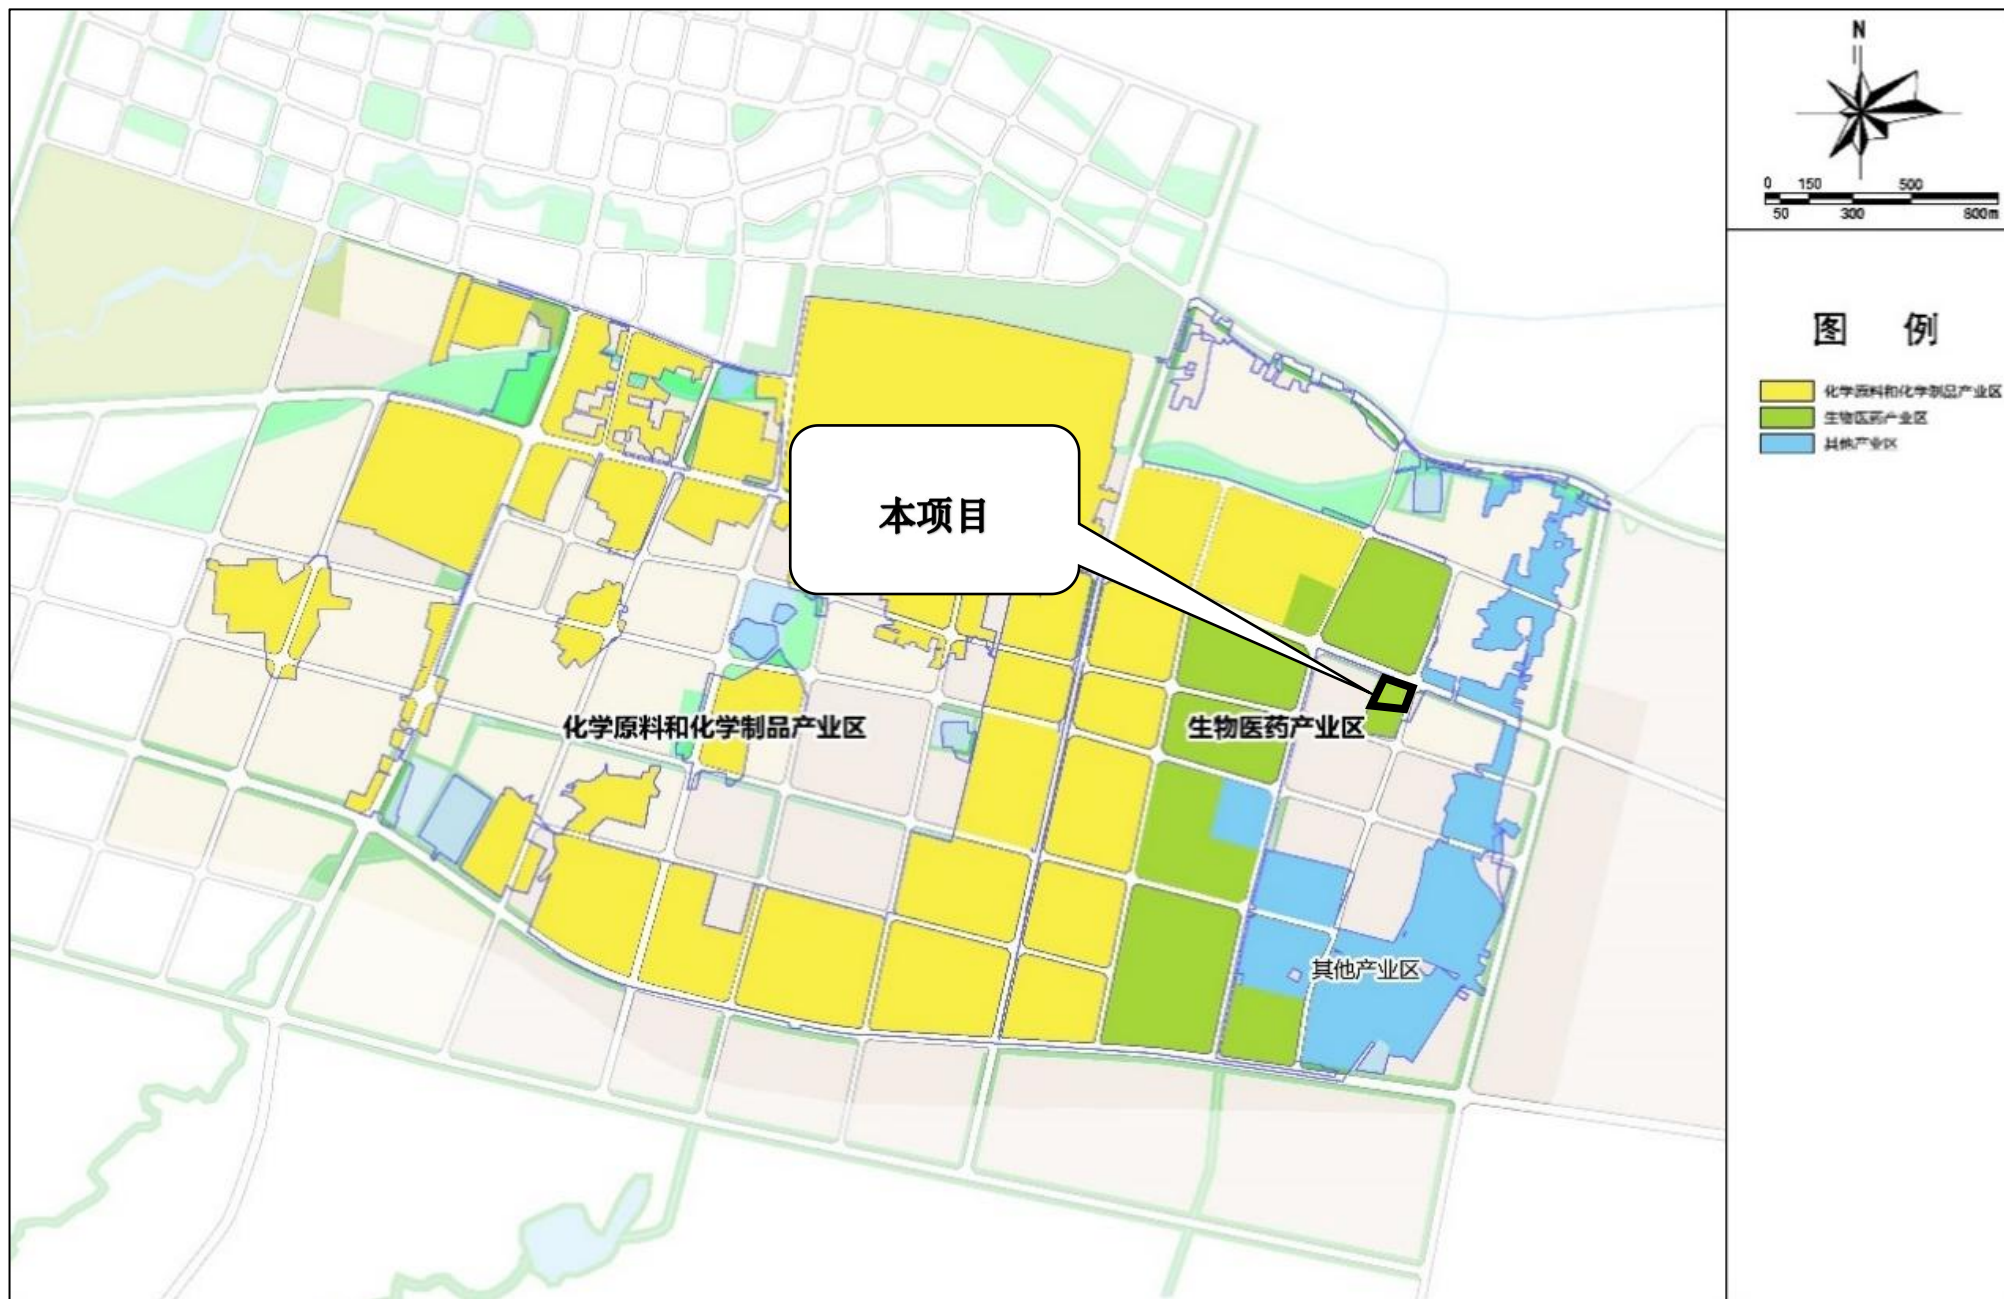 N
0 150 500
50 300 800m
图 例
化学原料和化学制品产业区
生物医药产业区
其他产业区
本项目
化学原料和化学制品产业区
生物医药产业区
其他产业区